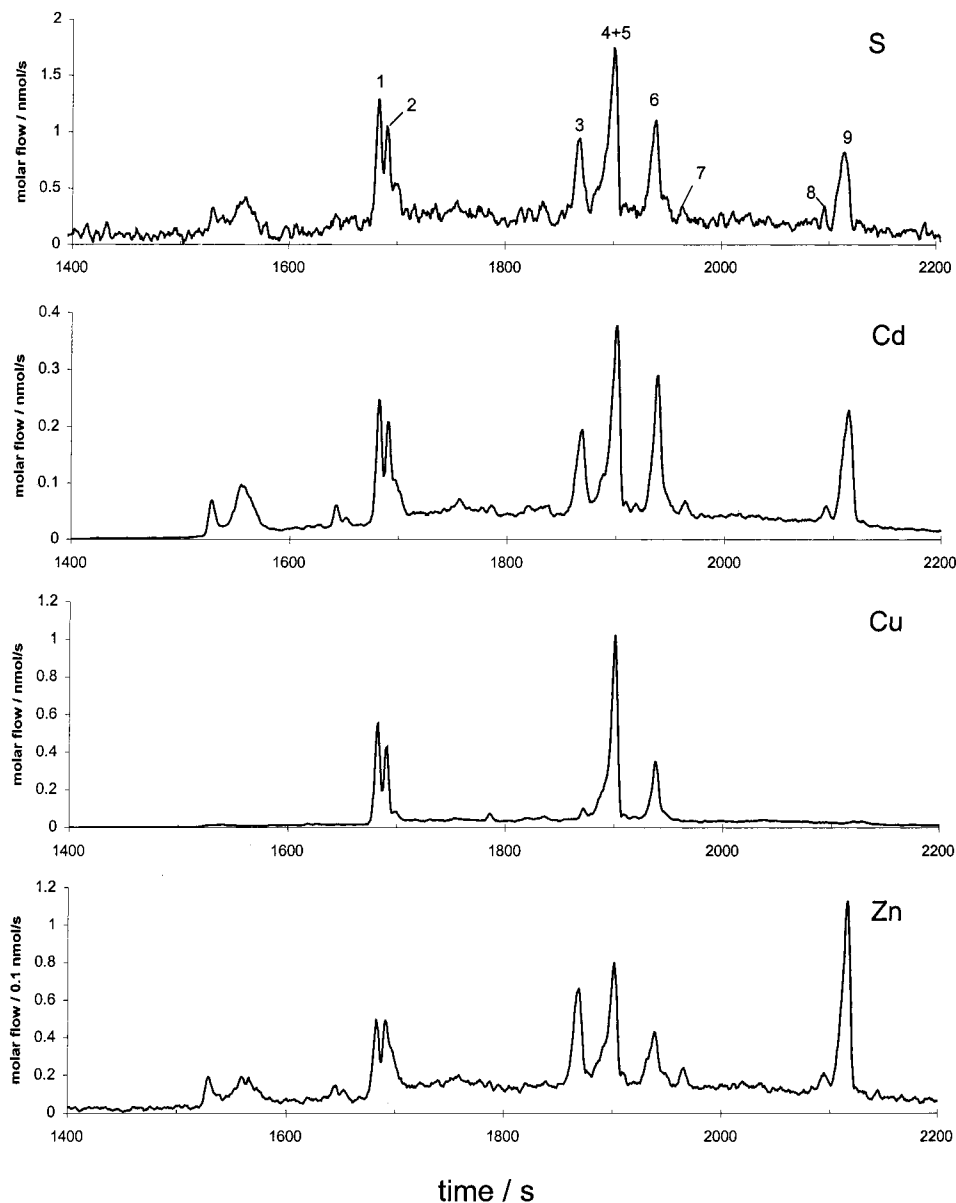 S
molar flow / nmol/s
2
1.5
1
0.5
0
1 2 3 4+5 6 7 8 9
1400 1600 1800 2000 2200
Cd
molar flow / nmol/s
0.4
0.3
0.2
0.1
0
1400 1600 1800 2000 2200
Cu
molar flow / nmol/s
1.2
1
0.8
0.6
0.4
0.2
0
1400 1600 1800 2000 2200
Zn
molar flow / 0.1 nmol/s
1.2
1
0.8
0.6
0.4
0.2
0
1400 1600 1800 2000 2200
time / s